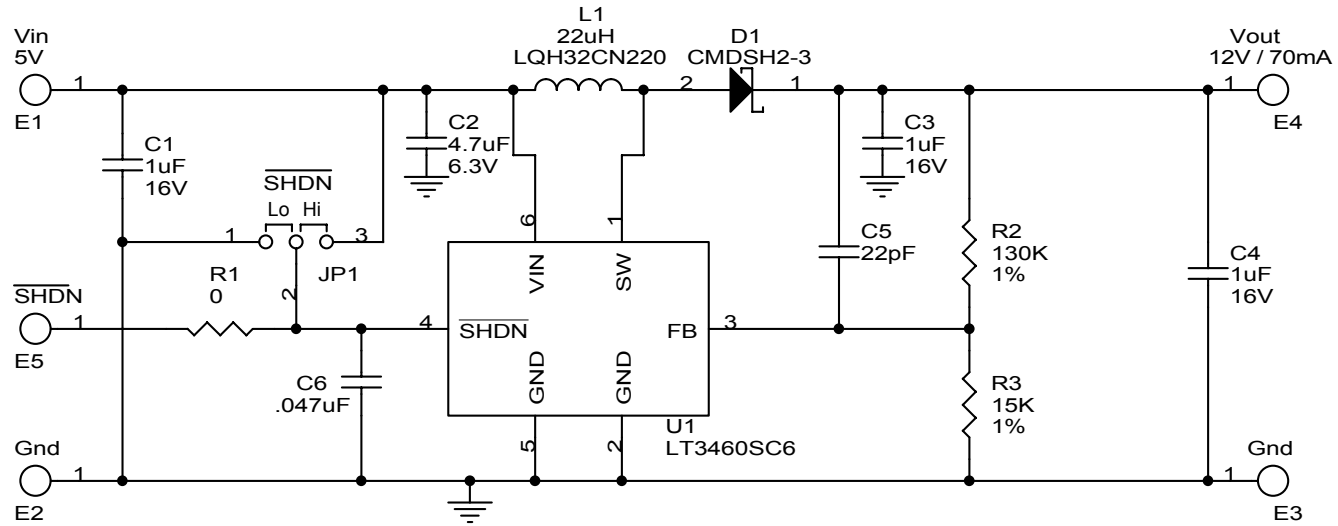 L1
22uH
LQH32CN220
Vin
5V
1
E1
D1
CMDSH2-3
2
1
Vout
12V / 70mA
1
E4
C1
1uF
16V
C2
4.7uF
6.3V
C3
1uF
16V
SHDN
Lo Hi
1
3
2
JP1
6
1
VIN
SW
C5
22pF
R2
130K
1%
C4
1uF
16V
SHDN
1
E5
R1
0
4
SHDN
FB
3
GND
GND
C6
.047uF
5
2
U1
LT3460SC6
R3
15K
1%
Gnd
1
E2
Gnd
1
E3